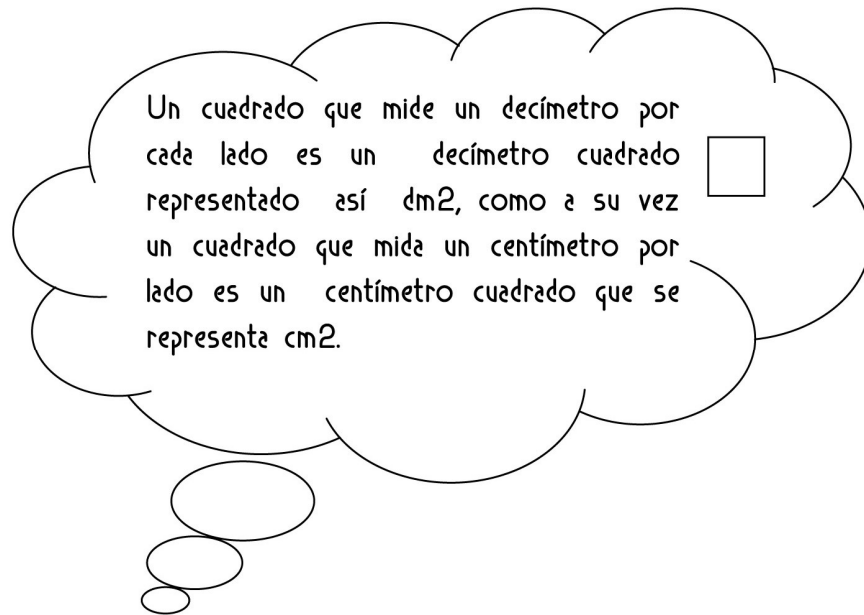 Un cuadrado que mide un decímetro por
cada lado es un decímetro cuadrado
representado así dm2, como a su vez
un cuadrado que mida un centímetro por
lado es un centímetro cuadrado que se
representa cm2.